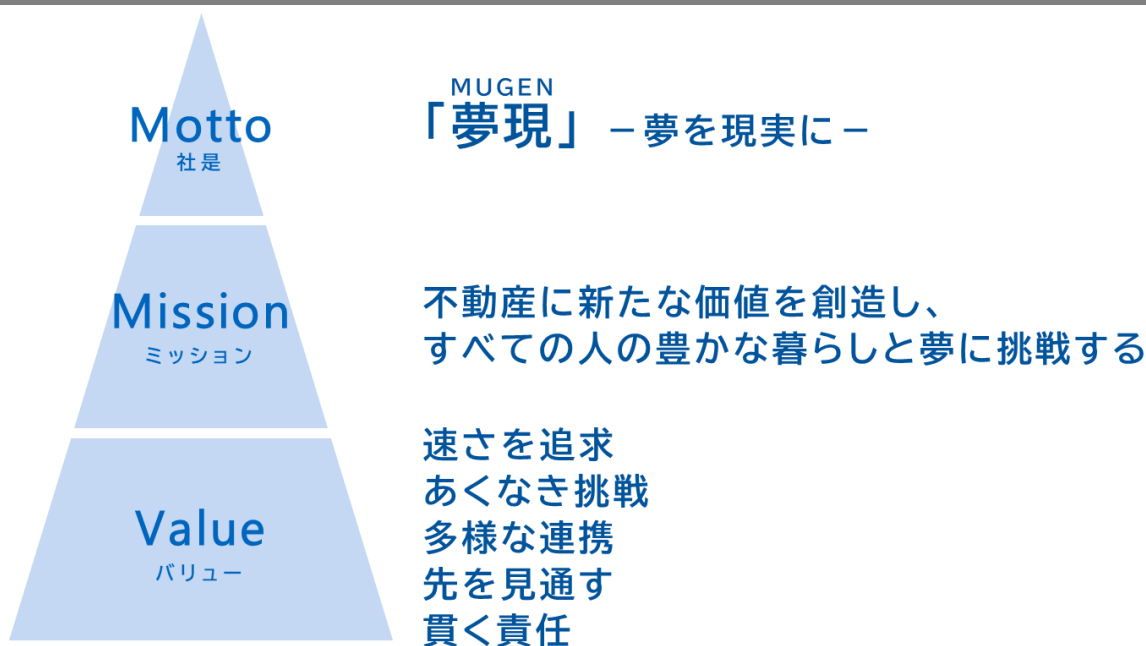 Motto
社是
MUGEN
「夢現」 －夢を現実に－
Mission
ミッション
不動産に新たな価値を創造し、
すべての人の豊かな暮らしと夢に挑戦する
Value
バリュー
速さを追求
あくなき挑戦
多様な連携
先を見通す
貫く責任